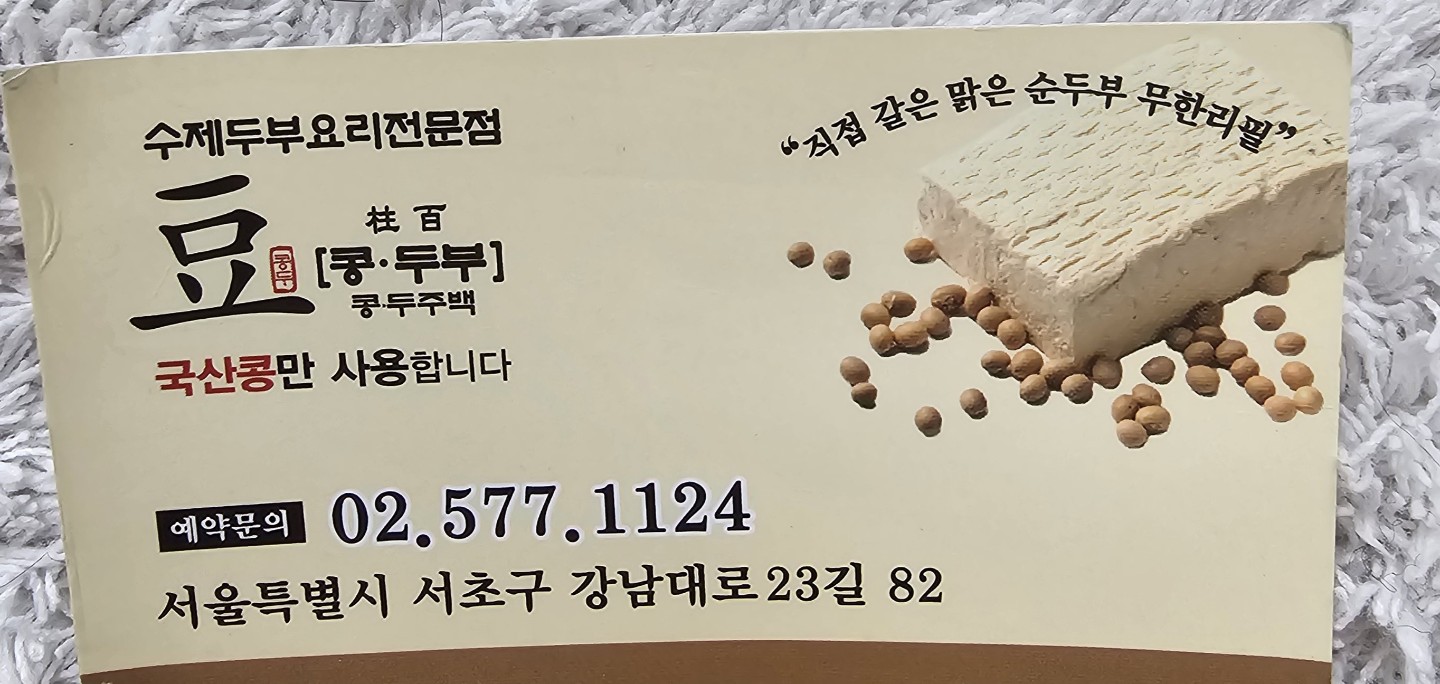 수제두부요리전문점
"직접 갈은 맑은 순두부 무한리필"
豆
콩두
柱百
[콩·두부]
콩·두주백
국산콩만 사용합니다
예약문의 02.577.1124
서울특별시 서초구 강남대로23길 82